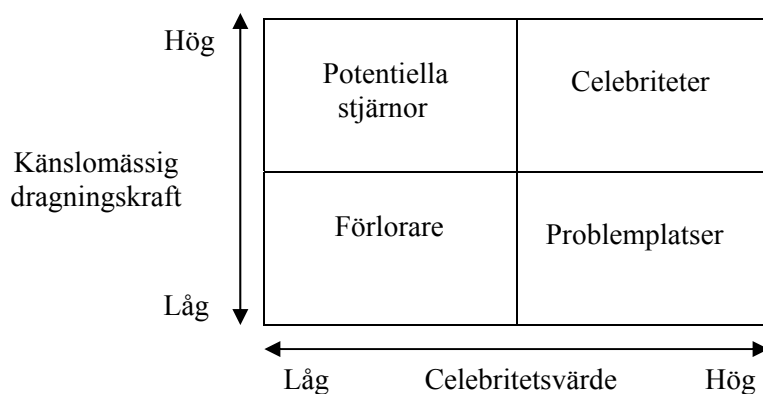 Hög
Potentiella
stjärnor
Celebriteter
Känslomässig
dragningskraft
Förlorare
Problemplatser
Låg
Låg Celebritetsvärde Hög